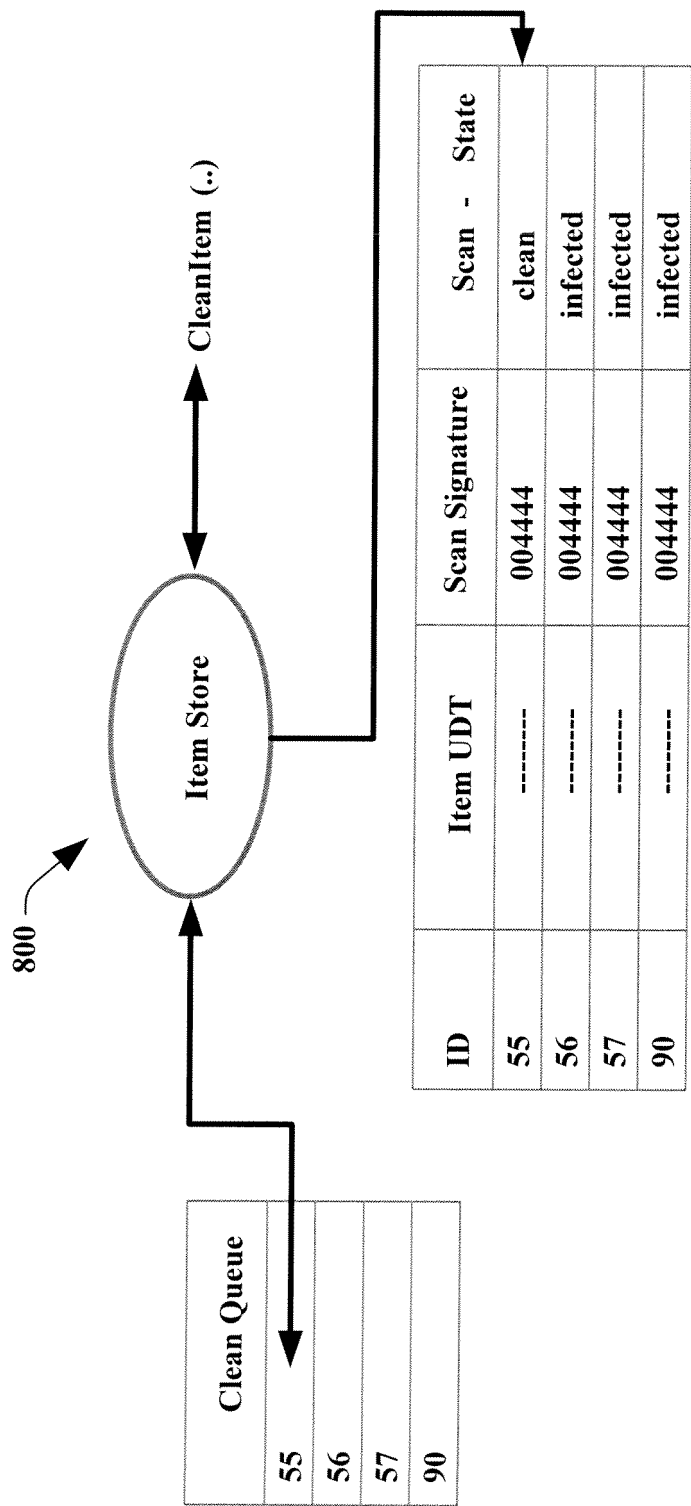 800
Item Store
CleanItem (..)
Clean Queue
55
56
57
90
ID Item UDT Scan Signature Scan - State
55 -------- 004444 clean
56 -------- 004444 infected
57 -------- 004444 infected
90 -------- 004444 infected